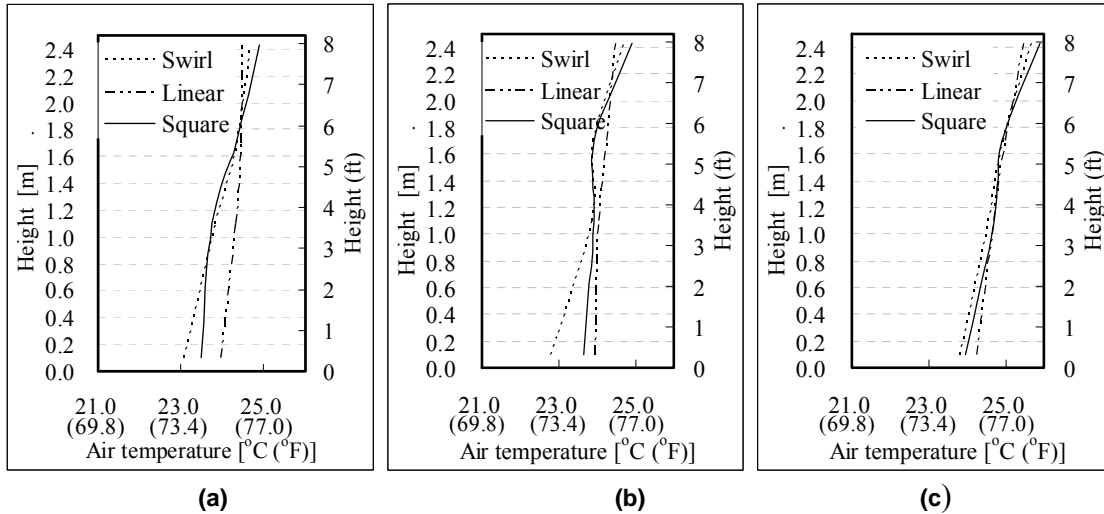 2.4
2.2
2.0
1.8
1.6
1.4
1.2
1.0
0.8
0.6
0.4
0.2
0.0
Height [m]
Swirl
Linear
Square
8
7
6
5
4
3
2
1
0
Height (ft)
21.0 23.0 25.0
(69.8) (73.4) (77.0)
Air temperature [°C (°F)]
(a)
2.4
2.2
2.0
1.8
1.6
1.4
1.2
1.0
0.8
0.6
0.4
0.2
0.0
Height [m]
Swirl
Linear
Square
8
7
6
5
4
3
2
1
0
Height (ft)
21.0 23.0 25.0
(69.8) (73.4) (77.0)
Air temperature [°C (°F)]
(b)
2.4
2.2
2.0
1.8
1.6
1.4
1.2
1.0
0.8
0.6
0.4
0.2
0.0
Height [m]
Swirl
Linear
Square
8
7
6
5
4
3
2
1
0
Height (ft)
21.0 23.0 25.0
(69.8) (73.4) (77.0)
Air temperature [°C (°F)]
(c)